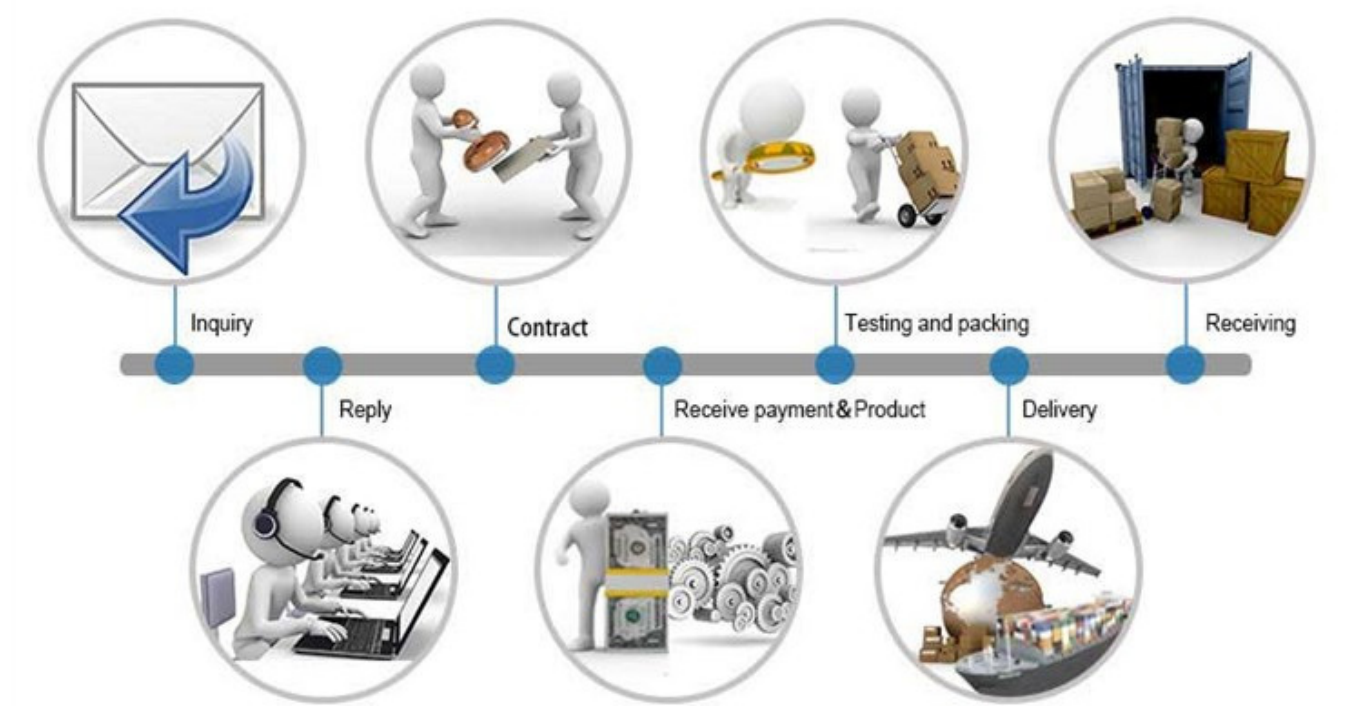 Inquiry
Contract
Testing and packing
Receiving
Reply
Receive payment&Product
Delivery